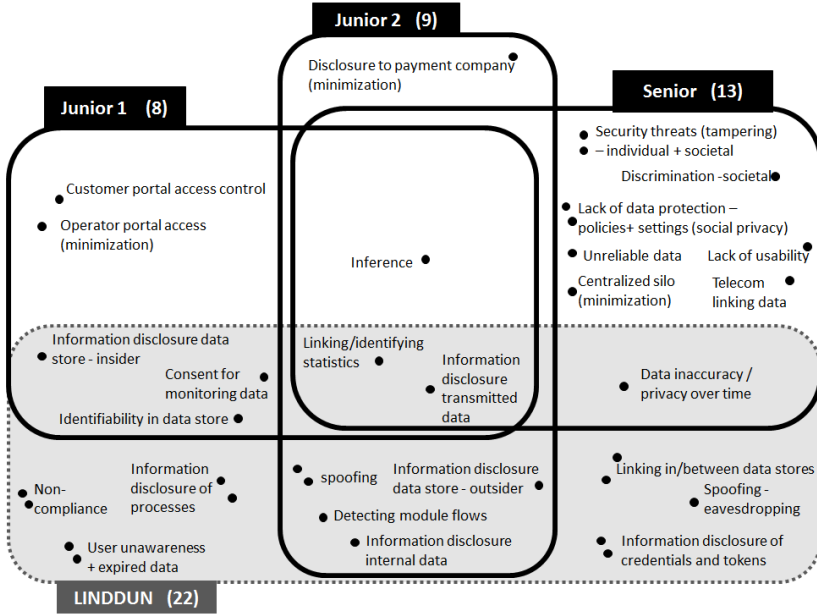 Junior 2 (9)
Disclosure to payment company
(minimization)
Junior 1 (8)
Senior (13)
Security threats (tampering)
– individual + societal
Discrimination -societal
Customer portal access control
Operator portal access
(minimization)
Lack of data protection –
policies+ settings (social privacy)
Unreliable data
Lack of usability
Inference
Centralized silo
(minimization)
Telecom
linking data
Information disclosure data
store - insider
Consent for
monitoring data
Identifiability in data store
Linking/identifying
statistics
Information
disclosure
transmitted
data
Data inaccuracy /
privacy over time
Non-
compliance
Information
disclosure of
processes
User unawareness
+ expired data
spoofing
Information disclosure
data store - outsider
Detecting module flows
Information disclosure
internal data
Linking in/between data stores
Spoofing -
eavesdropping
Information disclosure of
credentials and tokens
LINDDUN (22)